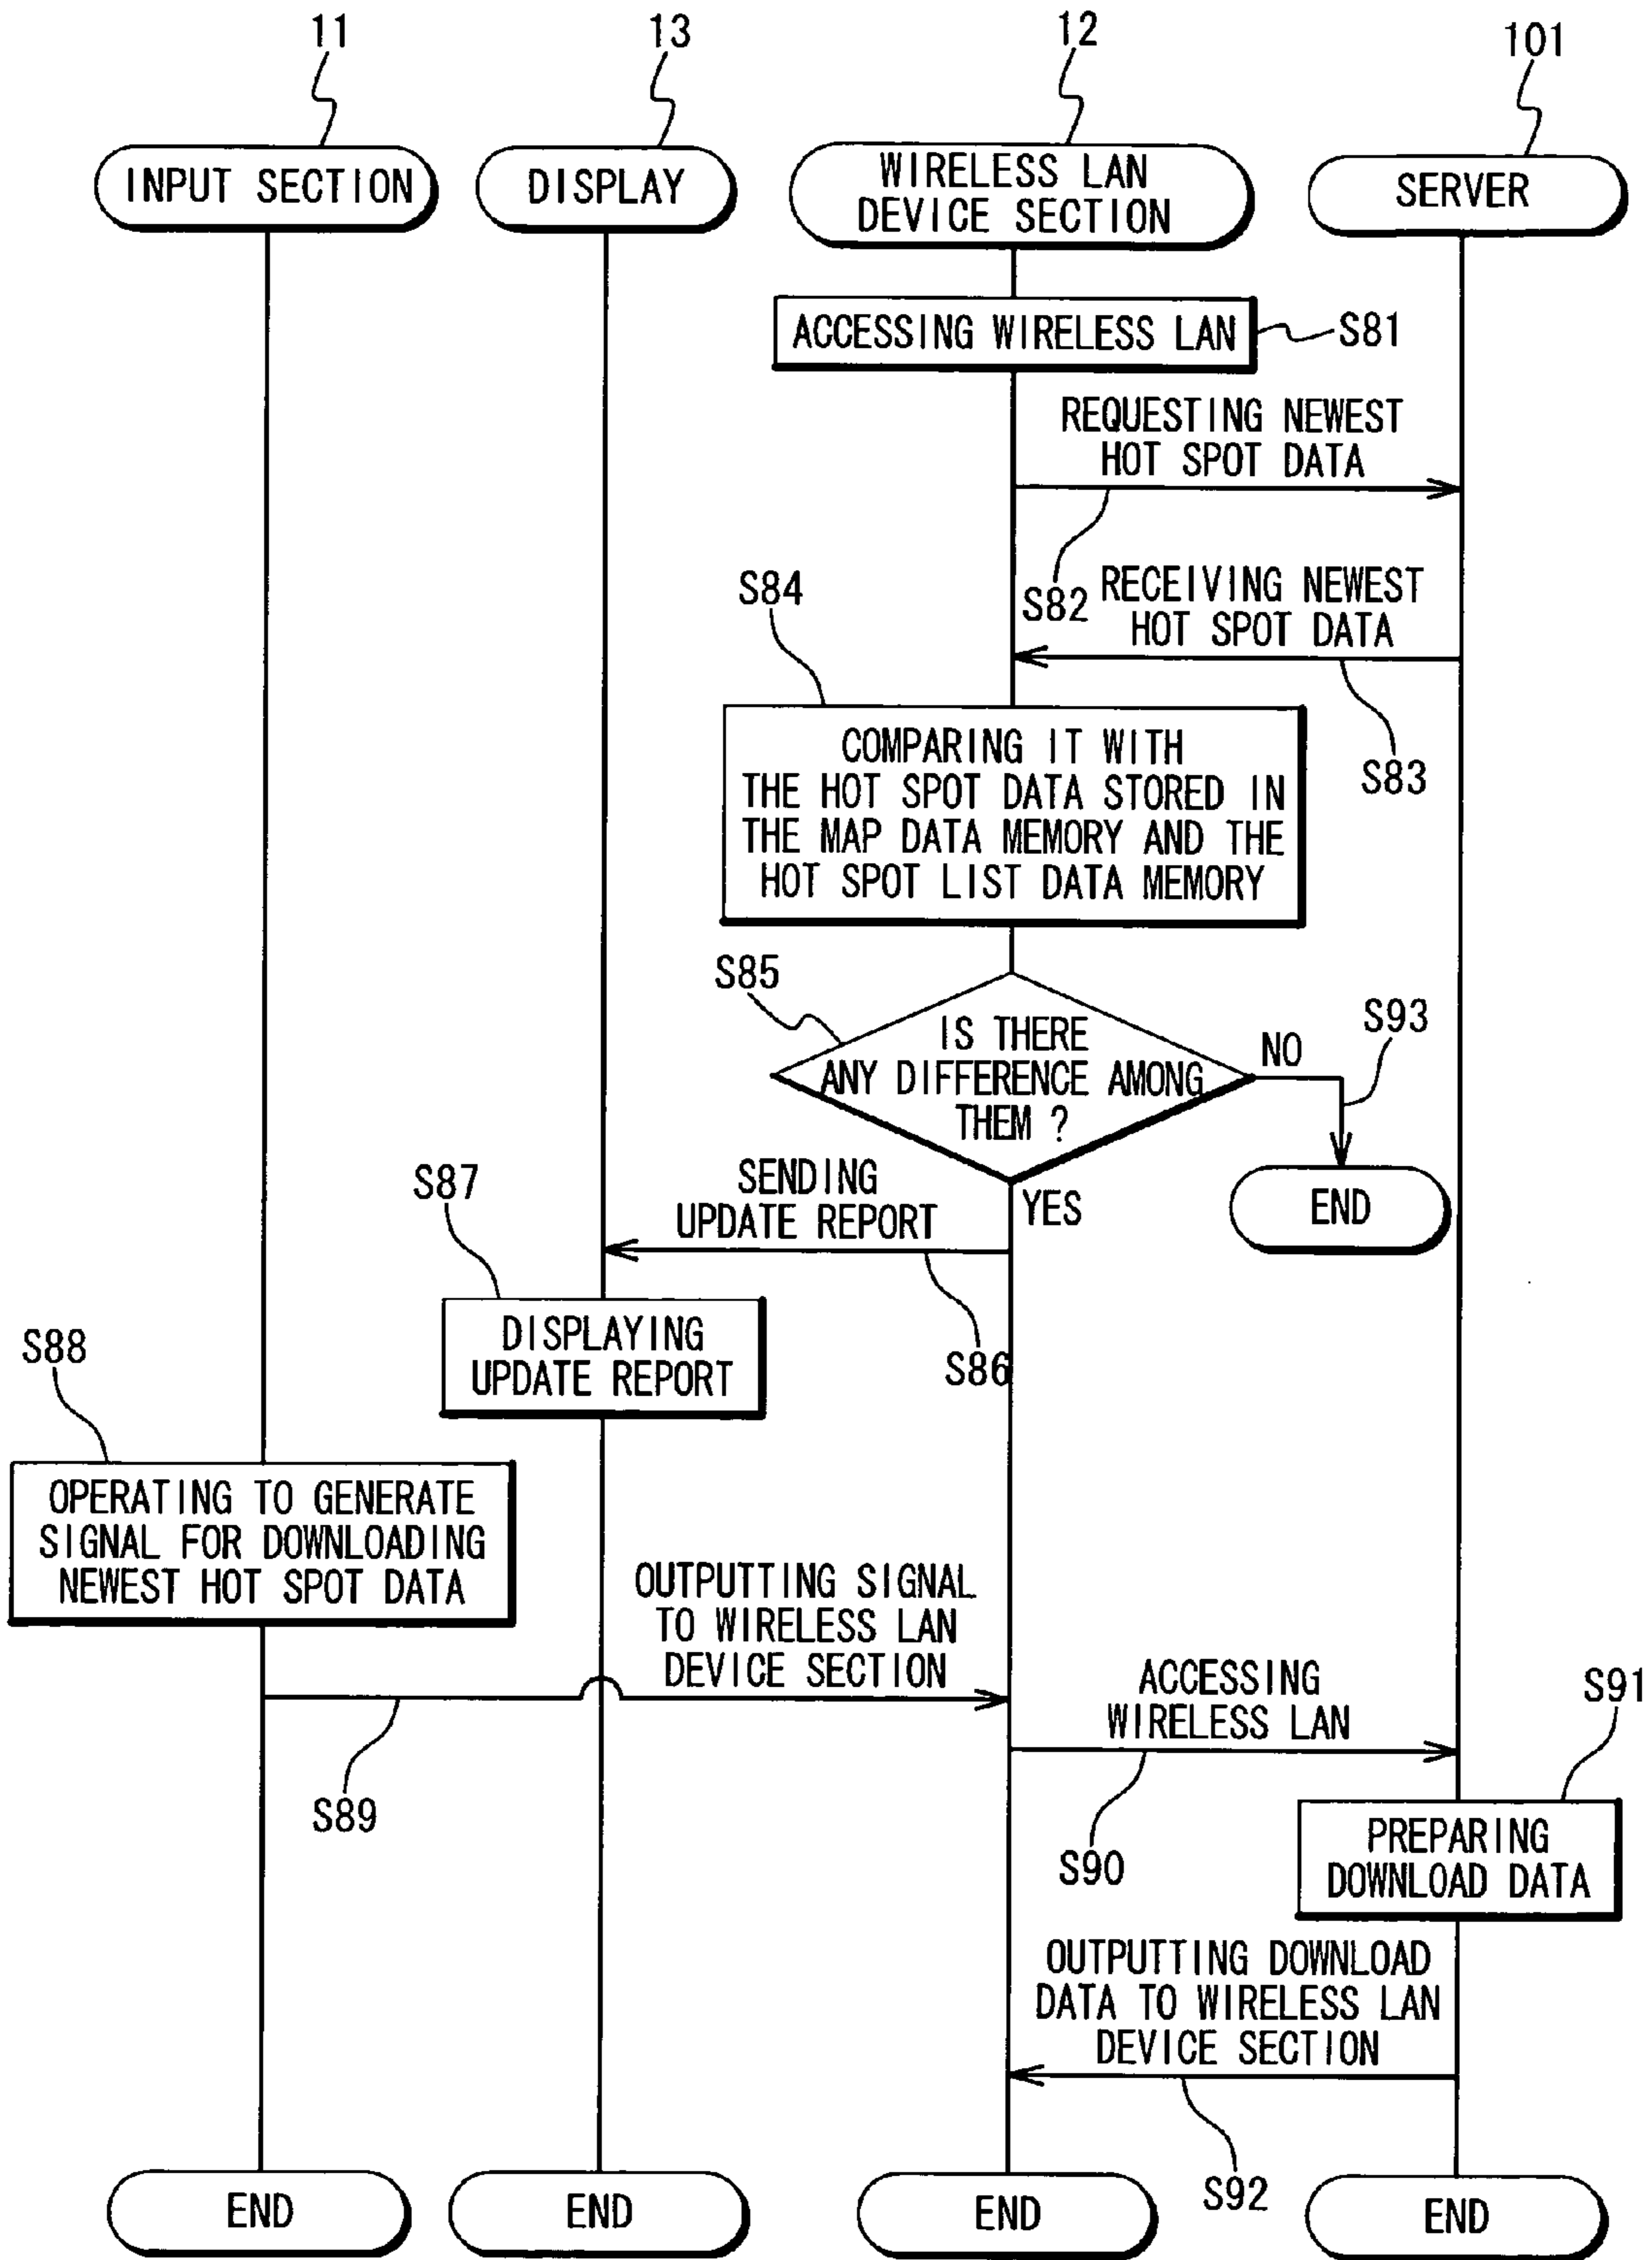 11
13
12
101
INPUT SECTION
DISPLAY
WIRELESS LAN
DEVICE SECTION
SERVER
ACCESSING WIRELESS LAN
S81
REQUESTING NEWEST
HOT SPOT DATA
S82
RECEIVING NEWEST
HOT SPOT DATA
S83
S84
COMPARING IT WITH
THE HOT SPOT DATA STORED IN
THE MAP DATA MEMORY AND THE
HOT SPOT LIST DATA MEMORY
S85
IS THERE
ANY DIFFERENCE AMONG
THEM ?
NO
S93
END
YES
SENDING
UPDATE REPORT
S86
S87
DISPLAYING
UPDATE REPORT
S88
OPERATING TO GENERATE
SIGNAL FOR DOWNLOADING
NEWEST HOT SPOT DATA
OUTPUTTING SIGNAL
TO WIRELESS LAN
DEVICE SECTION
S89
ACCESSING
WIRELESS LAN
S90
S91
PREPARING
DOWNLOAD DATA
OUTPUTTING DOWNLOAD
DATA TO WIRELESS LAN
DEVICE SECTION
S92
END
END
END
END